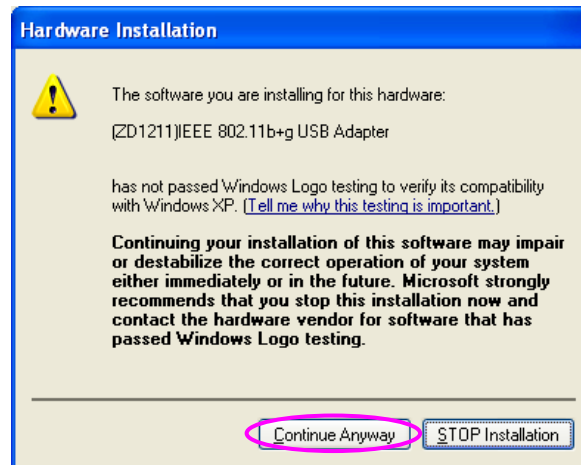 Hardware Installation
The software you are installing for this hardware:
(ZD1211)IEEE 802.11b+g USB Adapter
has not passed Windows Logo testing to verify its compatibility
with Windows XP. (Tell me why this testing is important.)
Continuing your installation of this software may impair
or destabilize the correct operation of your system
either immediately or in the future. Microsoft strongly
recommends that you stop this installation now and
contact the hardware vendor for software that has
passed Windows Logo testing.
Continue Anyway
STOP Installation